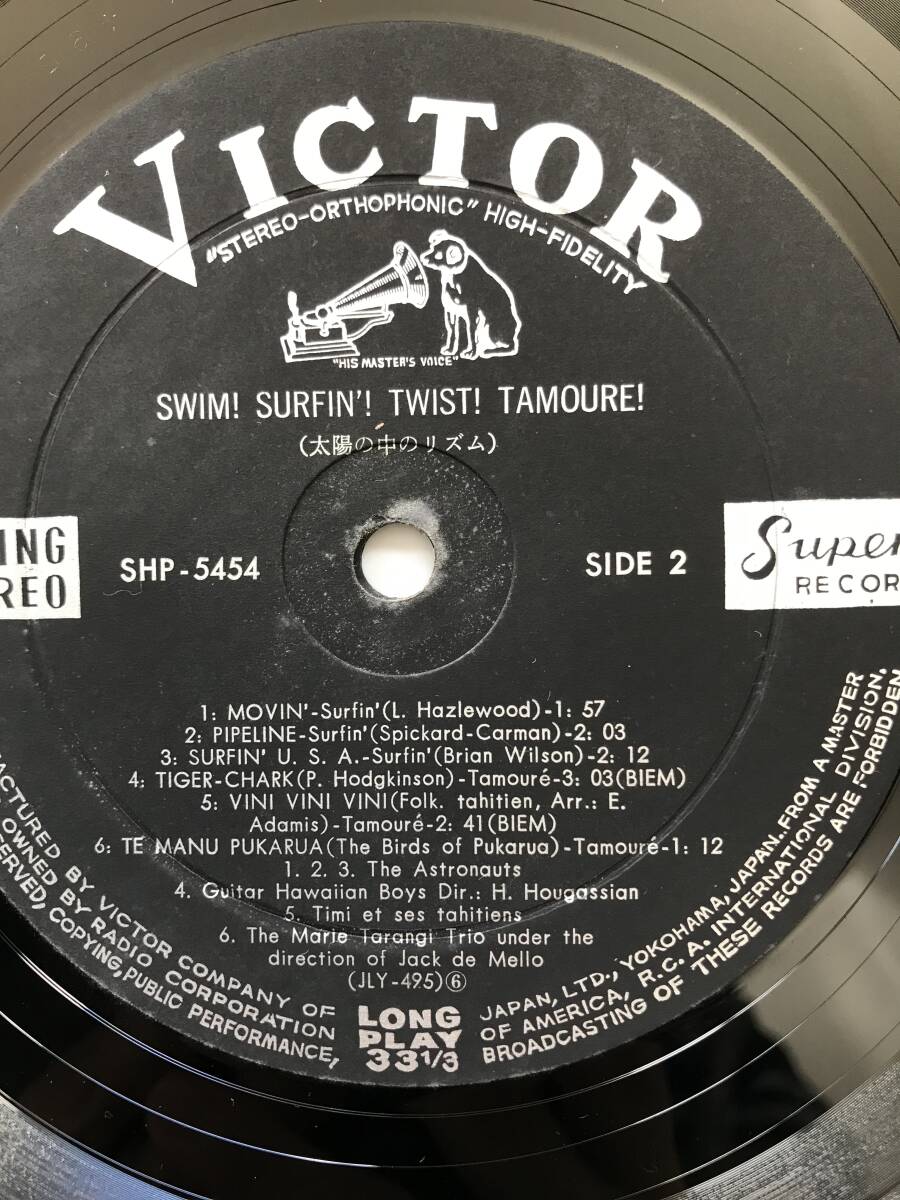 VICTOR
"STEREO-ORTHOPHONIC" HIGH-FIDELITY
"HIS MASTER'S VOICE"
SWIM! SURFIN'! TWIST! TAMOURE!
(太陽の中のリズム)
SHP-5454
SIDE 2
Super
RECOR
ING
REO
1: MOVIN'-Surfin'(L. Hazlewood)-1: 57
2: PIPELINE-Surfin'(Spickard-Carman)-2: 03
3: SURFIN' U. S. A.-Surfin'(Brian Wilson)-2: 12
4: TIGER-CHARK(P. Hodgkinson)-Tamouré-3: 03(BIEM)
5: VINI VINI VINI(Folk. tahitien, Arr.: E.
Adamis)-Tamouré-2: 41(BIEM)
6: TE MANU PUKARUA(The Birds of Pukarua)-Tamouré-1: 12
1. 2. 3. The Astronauts
4. Guitar Hawaiian Boys Dir.: H. Hougassian
5. Timi et ses tahitiens
6. The Marie Tarangi Trio under the
direction of Jack de Mello
(JLY-495)⑥
LONG
PLAY
33 1/3
ACTURED BY VICTOR COMPANY OF JAPAN, LTD., YOKOHAMA, JAPAN. FROM A MASTER
OWNED BY RADIO CORPORATION OF AMERICA, R.C.A. INTERNATIONAL DIVISION,
SERVED, COPYING, PUBLIC PERFORMANCE, BROADCASTING OF THESE RECORDS ARE FORBIDDEN